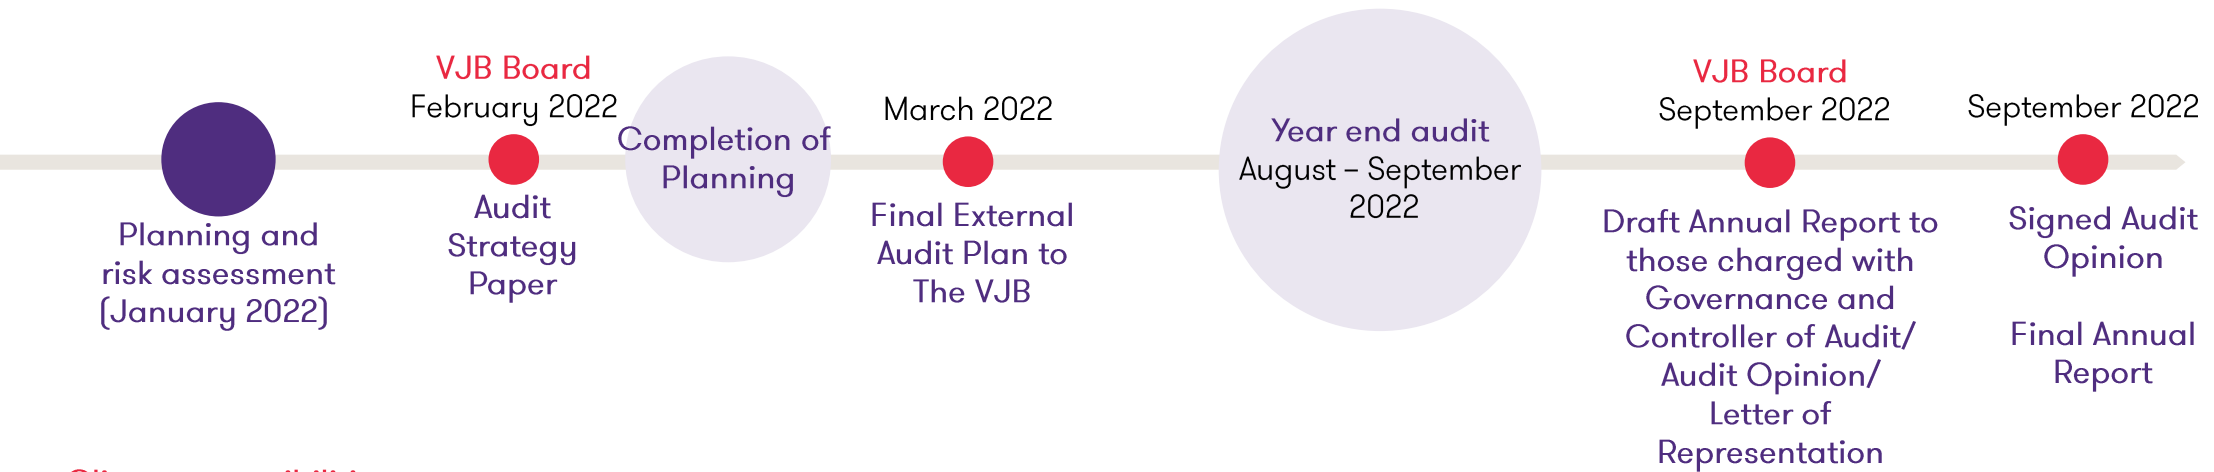 Planning and
risk assessment
(January 2022)
VJB Board
February 2022
Audit
Strategy
Paper
Completion of
Planning
March 2022
Final External
Audit Plan to
The VJB
Year end audit
August – September
2022
VJB Board
September 2022
Draft Annual Report to
those charged with
Governance and
Controller of Audit/
Audit Opinion/
Letter of
Representation
September 2022
Signed Audit
Opinion
Final Annual
Report